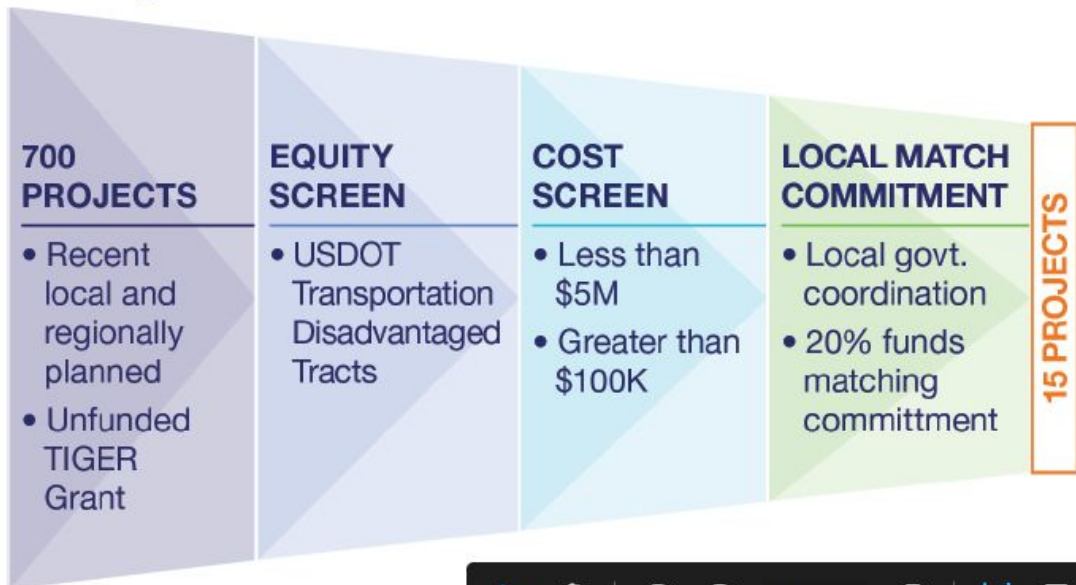 700
PROJECTS
• Recent
local and
regionally
planned
• Unfunded
TIGER
Grant
EQUITY
SCREEN
• USDOT
Transportation
Disadvantaged
Tracts
COST
SCREEN
• Less than
$5M
• Greater than
$100K
LOCAL MATCH
COMMITMENT
• Local govt.
coordination
• 20% funds
matching
committment
15 PROJECTS